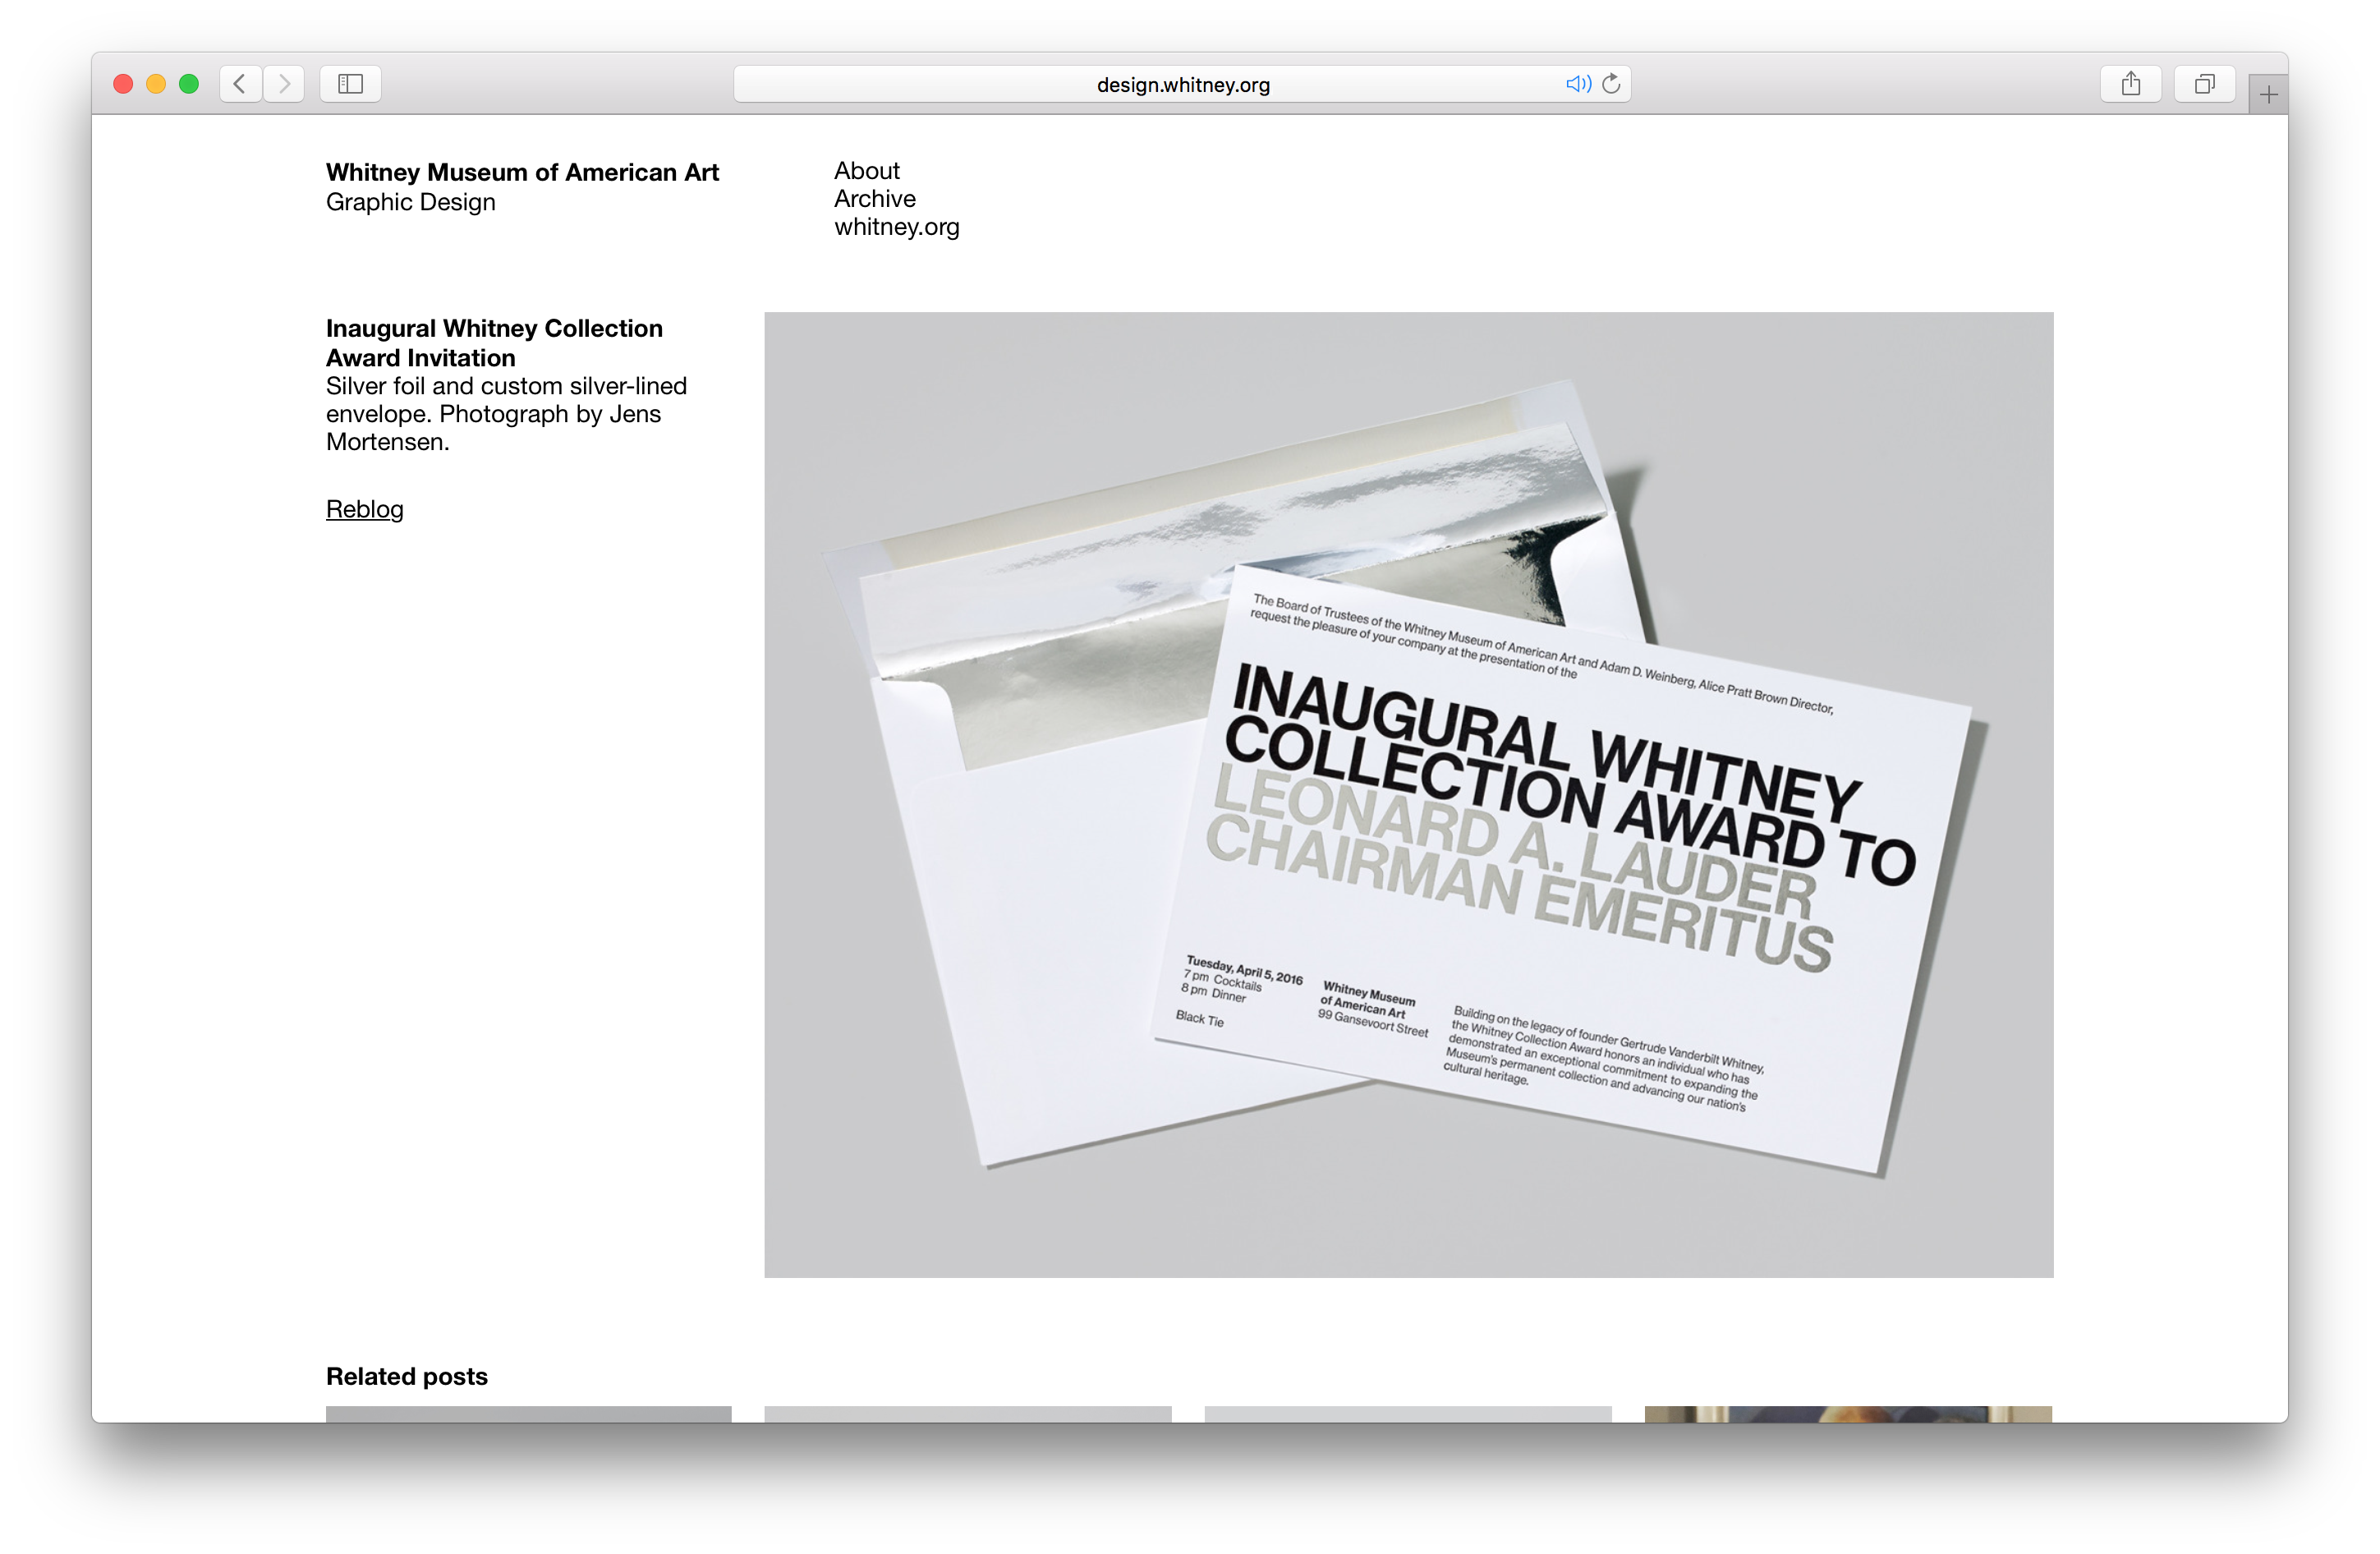 design.whitney.org
Whitney Museum of American Art
Graphic Design
About
Archive
whitney.org
Inaugural Whitney Collection
Award Invitation
Silver foil and custom silver-lined
envelope. Photograph by Jens
Mortensen.
Reblog
The Board of Trustees of the Whitney Museum of American Art and Adam D. Weinberg, Alice Pratt Brown Director,
request the pleasure of your company at the presentation of the
INAUGURAL WHITNEY
COLLECTION AWARD TO
LEONARD A. LAUDER
CHAIRMAN EMERITUS
Tuesday, April 5, 2016
7 pm Cocktails
8 pm Dinner
Black Tie
Whitney Museum
of American Art
99 Gansevoort Street
Building on the legacy of founder Gertrude Vanderbilt Whitney,
the Whitney Collection Award honors an individual who has
demonstrated an exceptional commitment to expanding the
Museum's permanent collection and advancing our nation's
cultural heritage.
Related posts